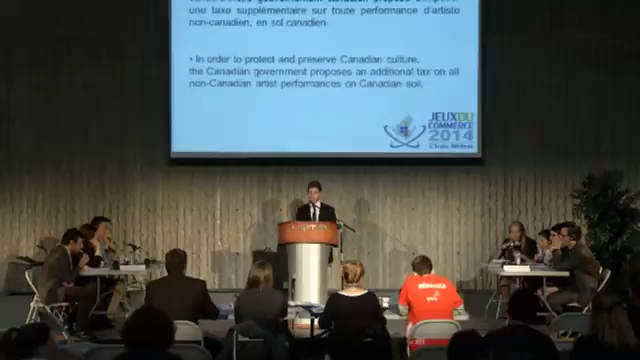 une taxe supplémentaire sur toute performance d'artiste
non-canadien, en sol canadien.
• In order to protect and preserve Canadian culture,
the Canadian government proposes an additional tax on all
non-Canadian artist performances on Canadian soil.
JEUX DU
COMMERCE
2014